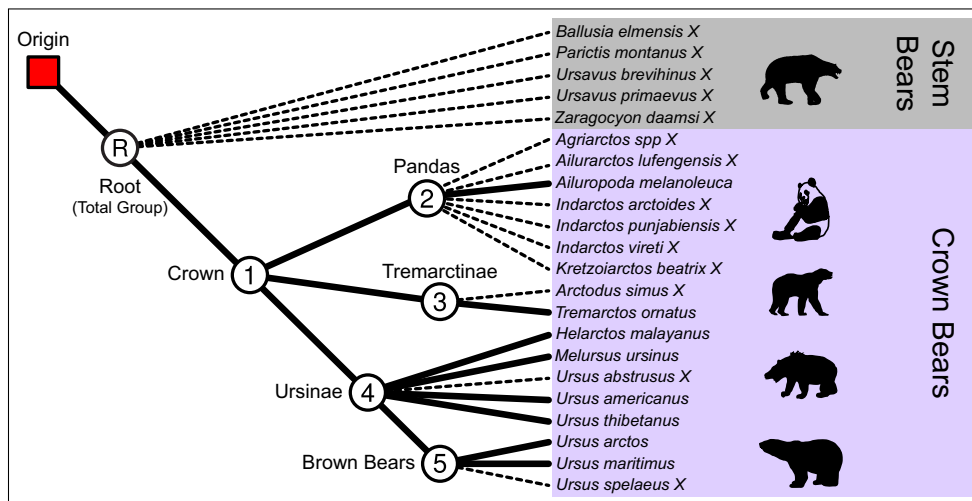 Origin
R
Root
(Total Group)
Crown
1
Pandas
2
Tremarctinae
3
Ursinae
4
Brown Bears
5
Ballusia elmensis X
Parictis montanus X
Ursavus brevihinus X
Ursavus primaevus X
Zaragocyon daamsi X
Agriarctos spp X
Ailurarctos lufengensis X
Ailuropoda melanoleuca
Indarctos arctoides X
Indarctos punjabiensis X
Indarctos vireti X
Kretzoiarctos beatrix X
Arctodus simus X
Tremarctos ornatus
Helarctos malayanus
Melursus ursinus
Ursus abstrusus X
Ursus americanus
Ursus thibetanus
Ursus arctos
Ursus maritimus
Ursus spelaeus X
Stem
Bears
Crown Bears